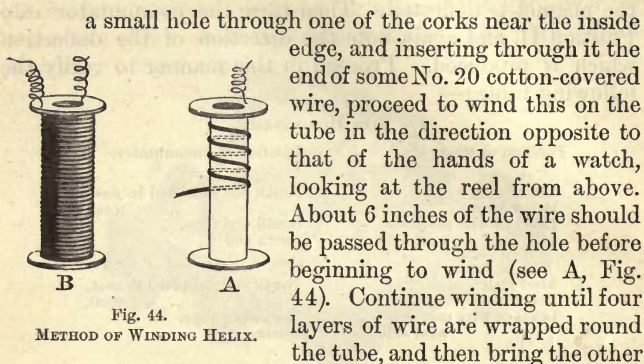 a small hole through one of the corks near the inside
edge, and inserting through it the
end of some No. 20 cotton-covered
wire, proceed to wind this on the
tube in the direction opposite to
that of the hands of a watch,
looking at the reel from above.
About 6 inches of the wire should
be passed through the hole before
beginning to wind (see A, Fig.
44). Continue winding until four
layers of wire are wrapped round
the tube, and then bring the other
B
A
Fig. 44.
METHOD OF WINDING HELIX.